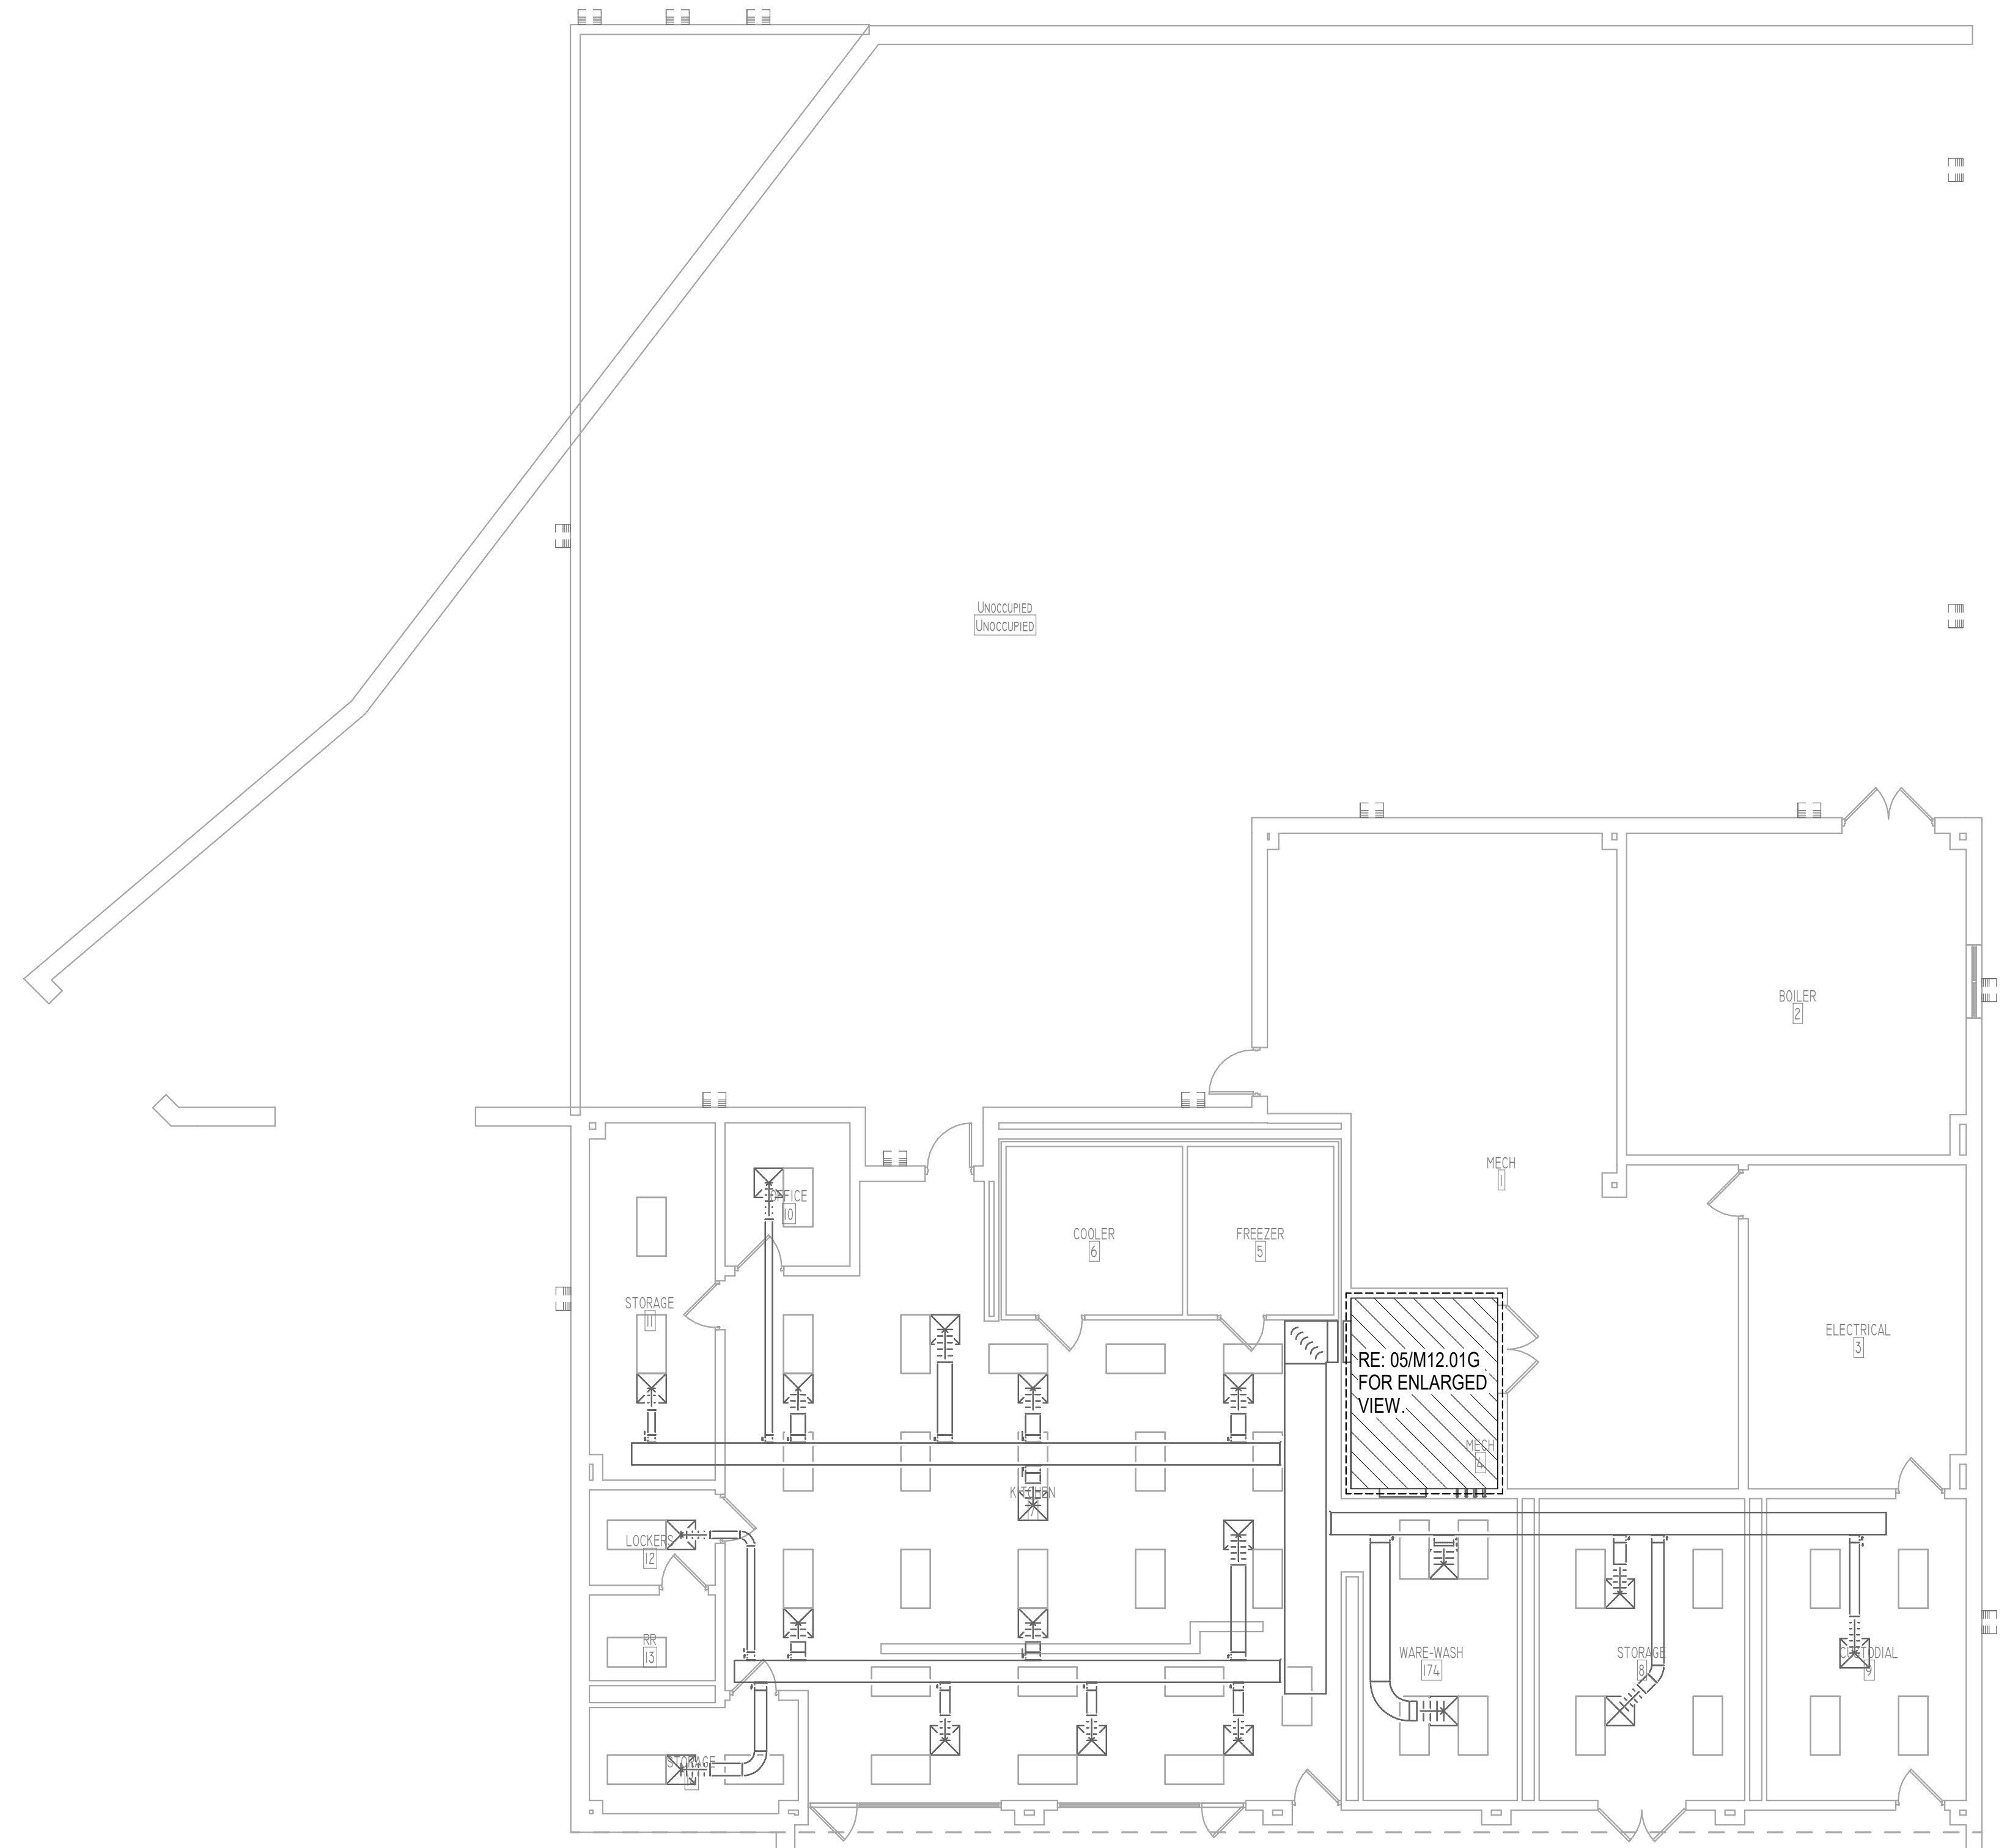 Unoccupied
Unoccupied
BOILER
2
MECH
1
OFFICE
10
COOLER
6
FREEZER
5
STORAGE
11
ELECTRICAL
3
RE: 05/M12.01G
FOR ENLARGED
VIEW.
MECH
4
KITCHEN
LOCKERS
12
RR
13
WARE-WASH
174
STORAGE
8
CUSTODIAL
9
STORAGE